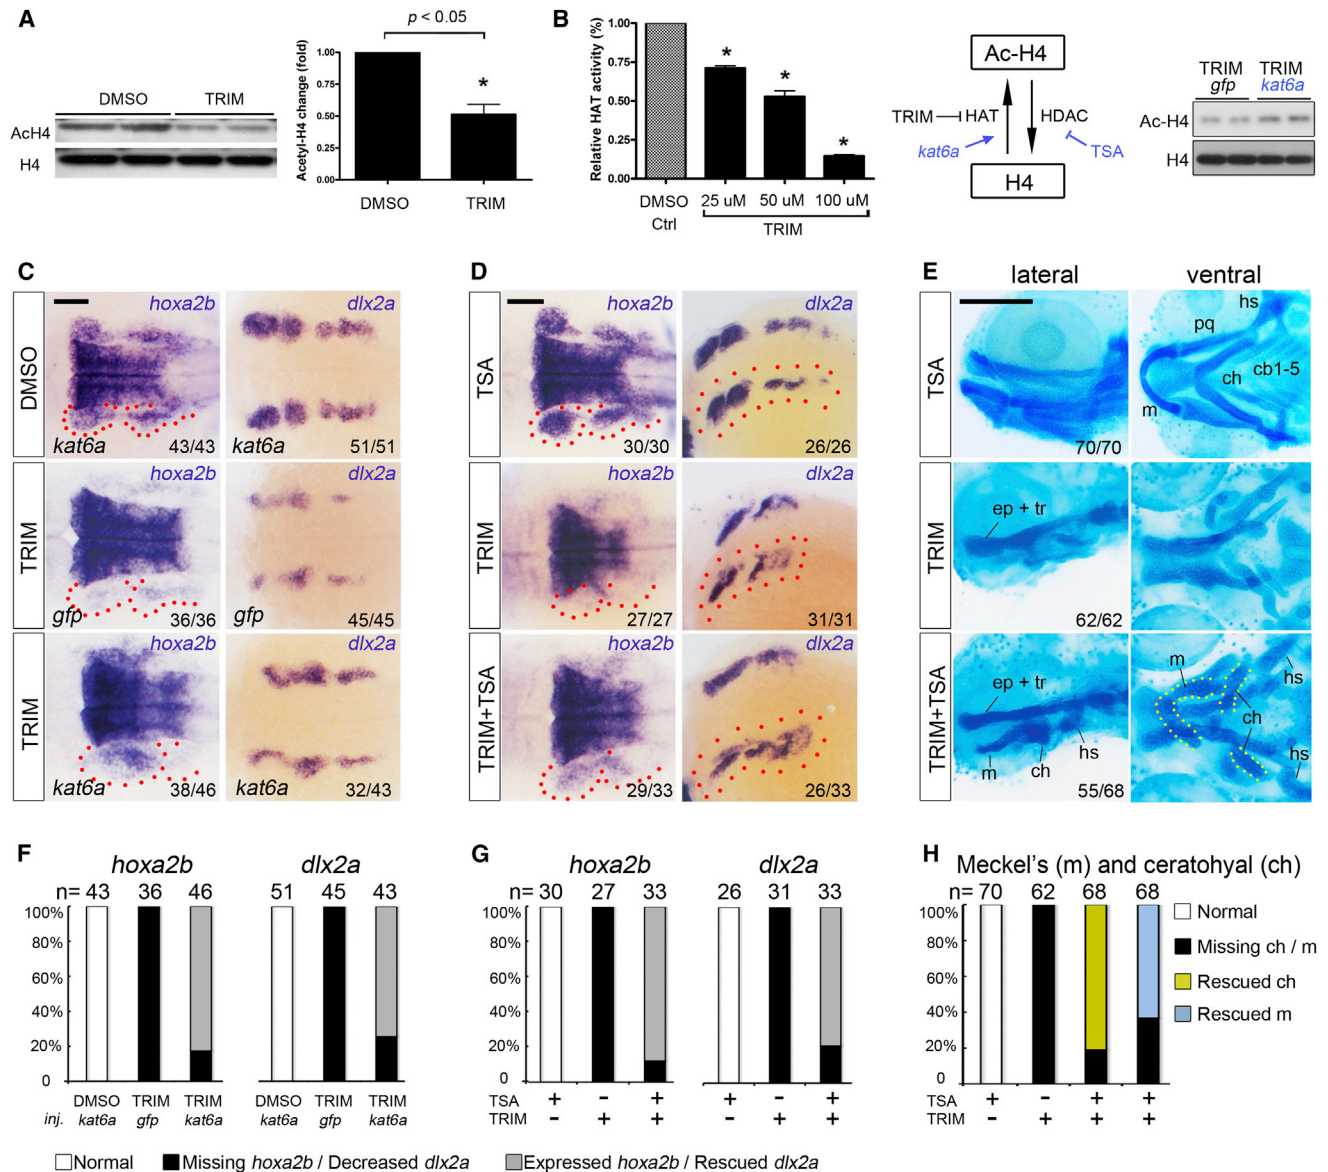 A
p < 0.05
DMSO TRIM
AcH4
H4
Acetyl-H4 change (fold)
1.00
0.75
0.50
0.25
0.00
*
DMSO TRIM
B
Relative HAT activity (%)
1.00
0.75
0.50
0.25
0.00
* * *
DMSO Ctrl
25 uM 50 uM 100 uM
TRIM
Ac-H4
TRIM HAT HDAC
kat6a TSA
H4
TRIM gfp TRIM kat6a
Ac-H4
H4
C
DMSO
hoxa2b
kat6a 43/43
dlx2a
kat6a 51/51
TRIM
hoxa2b
gfp 36/36
dlx2a
gfp 45/45
TRIM
hoxa2b
kat6a 38/46
dlx2a
kat6a 32/43
D
TSA
hoxa2b
30/30
dlx2a
26/26
TRIM
hoxa2b
27/27
dlx2a
31/31
TRIM+TSA
hoxa2b
29/33
dlx2a
26/33
E
lateral ventral
TSA
70/70
hs
pq
cb1-5
ch
m
TRIM
ep + tr
62/62
TRIM+TSA
ep + tr
hs
m ch
55/68
m
hs
ch
hs
F
hoxa2b dlx2a
n= 43 36 46 51 45 43
100%
80%
60%
40%
20%
0
DMSO TRIM TRIM DMSO TRIM TRIM
inj. kat6a gfp kat6a kat6a gfp kat6a
G
hoxa2b dlx2a
n= 30 27 33 26 31 33
100%
80%
60%
40%
20%
0
TSA + - + + - +
TRIM - + + - + +
Normal Missing hoxa2b / Decreased dlx2a Expressed hoxa2b / Rescued dlx2a
H
Meckel's (m) and ceratohyal (ch)
n= 70 62 68 68
100%
80%
60%
40%
20%
0
TSA + - + +
TRIM - + + +
Normal
Missing ch / m
Rescued ch
Rescued m